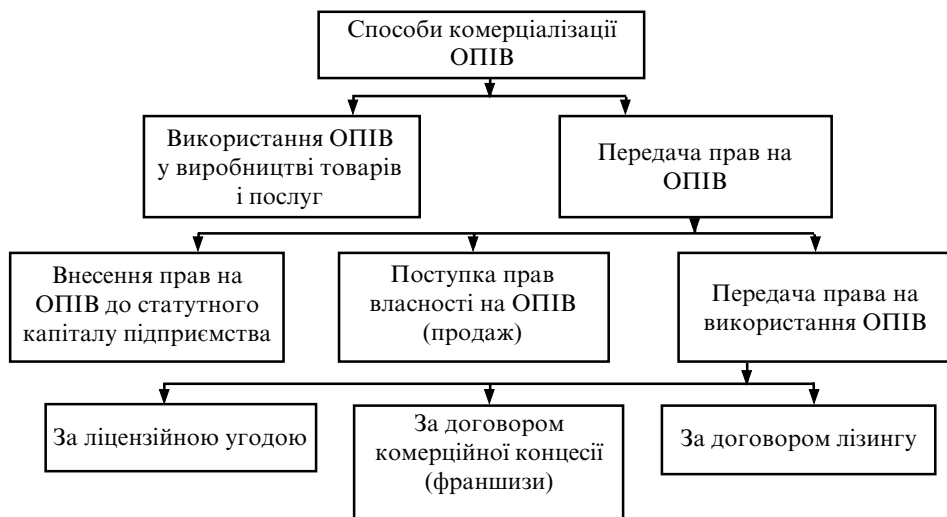 Способи комерціалізації
ОПІВ
Використання ОПІВ
у виробництві товарів
і послуг
Передача прав на
ОПІВ
Внесення прав на
ОПІВ до статутного
капіталу підприємства
Поступка прав
власності на ОПІВ
(продаж)
Передача права на
використання ОПІВ
За ліцензійною угодою
За договором
комерційної концесії
(франшизи)
За договором лізингу